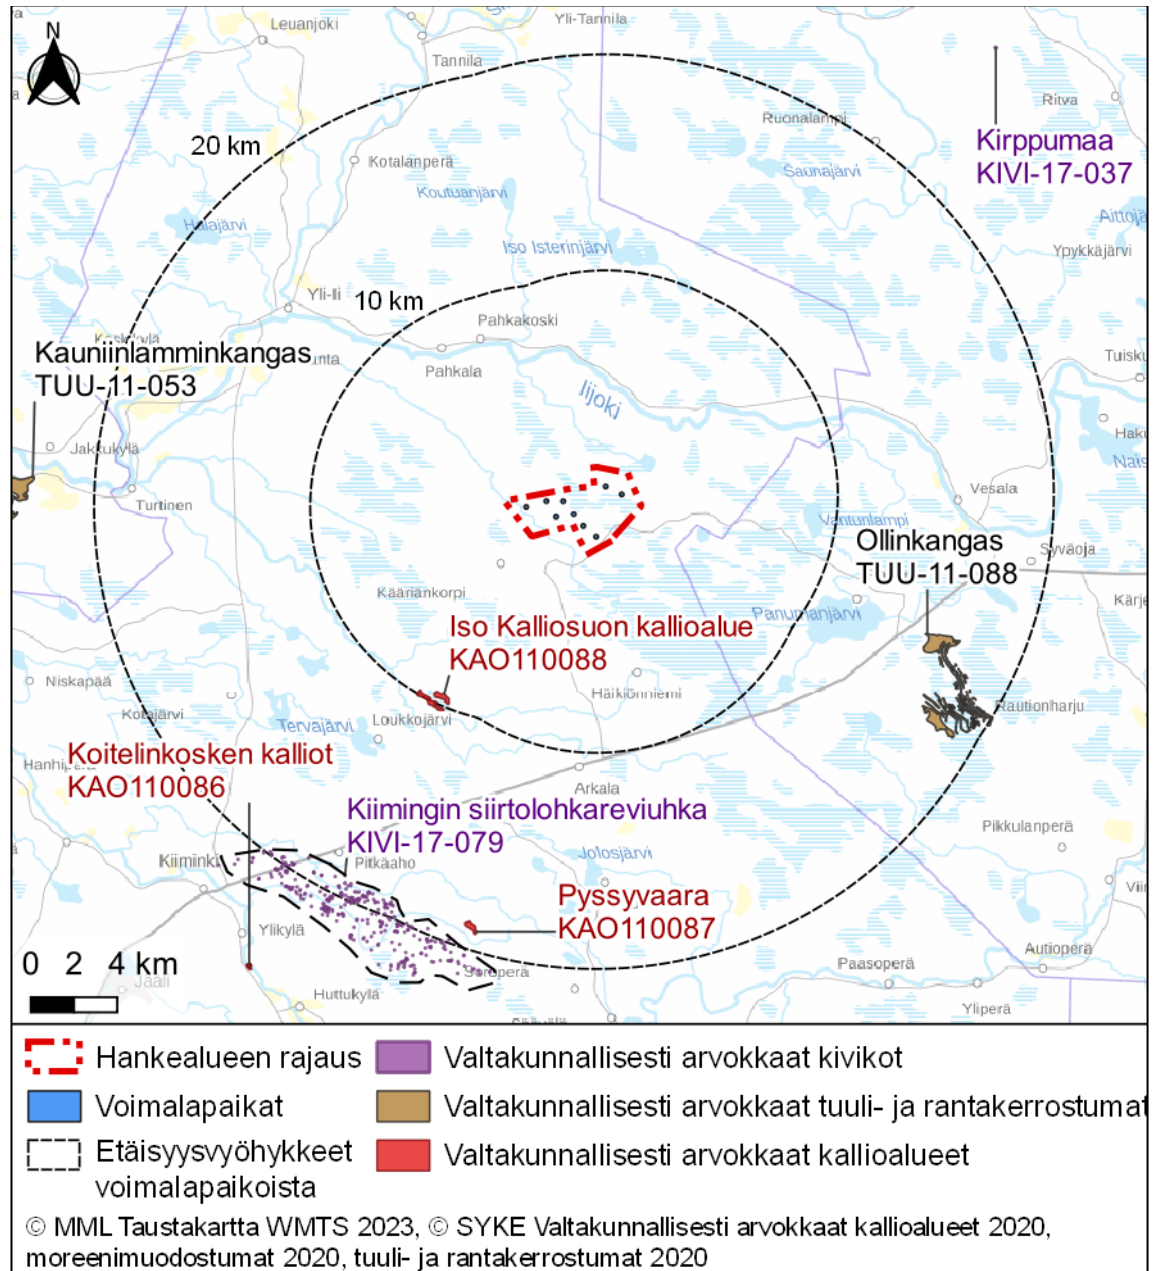 Leuanjoki
Yli-Tannila
N
Tannila
Ritva
Ruonalampi
20 km
Kirppumaa
KIVI-17-037
Kotalanperä
Saunajärvi
Koutuanjärvi
Halajärvi
Iso Isterinjärvi
Ypykkäjärvi
Yli-Ii
10 km
Pahkakoski
Kauniinlamminkangas
TUU-11-053
Pahkala
Iijoki
Jakkukylä
Turtinen
Vesala
Vantunlampi
Ollinkangas
TUU-11-088
Syväoja
Kääriänkorpi
Panumanjärvi
Iso Kalliosuon kallioalue
KAO110088
Niskapää
Häikiönniemi
Kotajärvi
Tervajärvi
Loukkojärvi
Rautionharju
Koitelinkosken kalliot
KAO110086
Arkala
Kiimingin siirtolohkareviuhka
KIVI-17-079
Pikkulanperä
Jolosjärvi
Pitkäaho
Pyssyvaara
KAO110087
Ylikylä
Autioperä
0 2 4 km
Paasoperä
Jääli
Huttukylä
Yliperä
Hankealueen rajaus
Valtakunnallisesti arvokkaat kivikot
Voimalapaikat
Valtakunnallisesti arvokkaat tuuli- ja rantakerrostumat
Etäisyysvyöhykkeet
voimalapaikoista
Valtakunnallisesti arvokkaat kallioalueet
© MML Taustakartta WMTS 2023, © SYKE Valtakunnallisesti arvokkaat kallioalueet 2020,
moreenimuodostumat 2020, tuuli- ja rantakerrostumat 2020